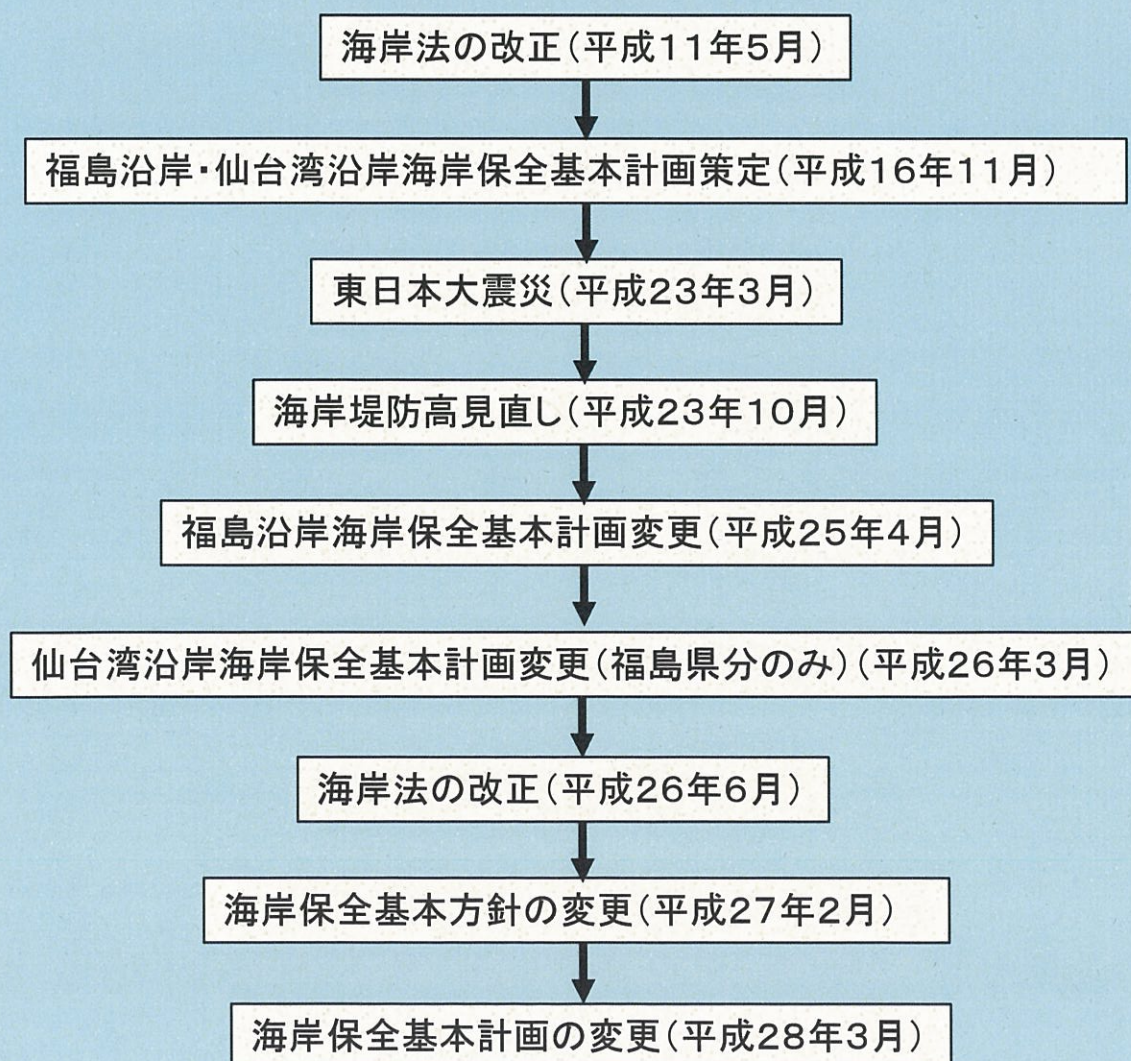 海岸法の改正(平成11年5月)
福島沿岸・仙台湾沿岸海岸保全基本計画策定(平成16年11月)
東日本大震災(平成23年3月)
海岸堤防高見直し(平成23年10月)
福島沿岸海岸保全基本計画変更(平成25年4月)
仙台湾沿岸海岸保全基本計画変更(福島県分のみ)(平成26年3月)
海岸法の改正(平成26年6月)
海岸保全基本方針の変更(平成27年2月)
海岸保全基本計画の変更(平成28年3月)